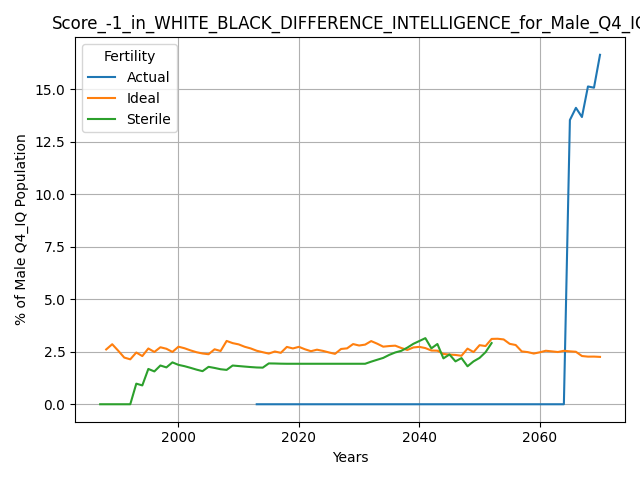 Score_-1_in_WHITE_BLACK_DIFFERENCE_INTELLIGENCE_for_Male_Q4_IQ
Fertility
Actual
Ideal
Sterile
% of Male Q4_IQ Population
15.0
12.5
10.0
7.5
5.0
2.5
0.0
2000 2020 2040 2060
Years